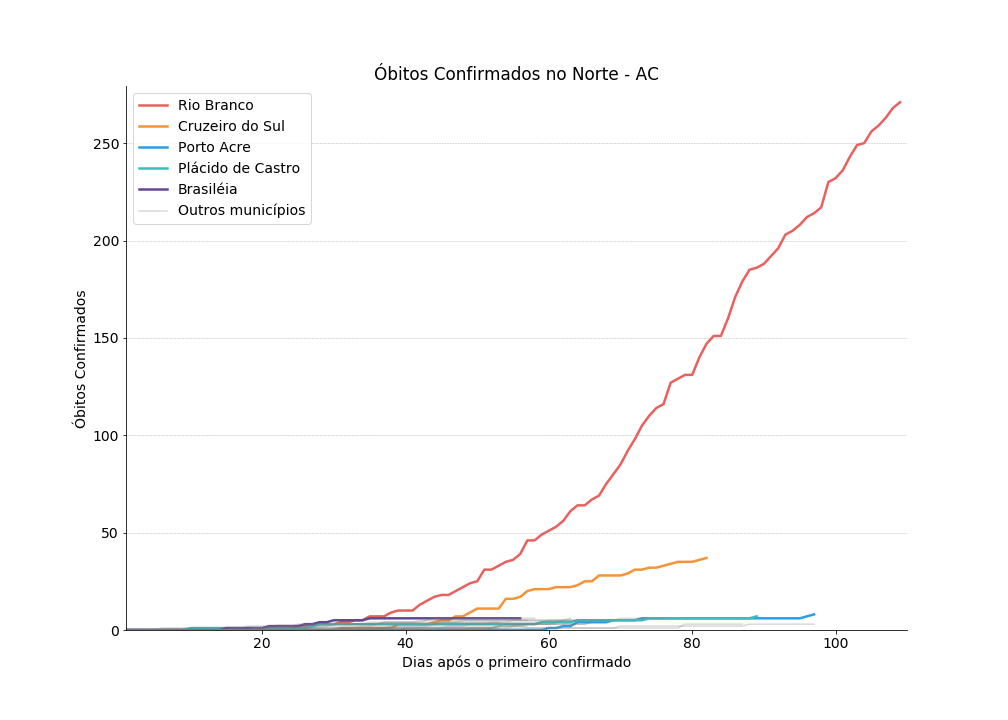 Óbitos Confirmados no Norte - AC
Rio Branco
Cruzeiro do Sul
Porto Acre
Plácido de Castro
Brasiléia
Outros municípios
Óbitos Confirmados
250
200
150
100
50
0
20
40
60
80
100
Dias após o primeiro confirmado